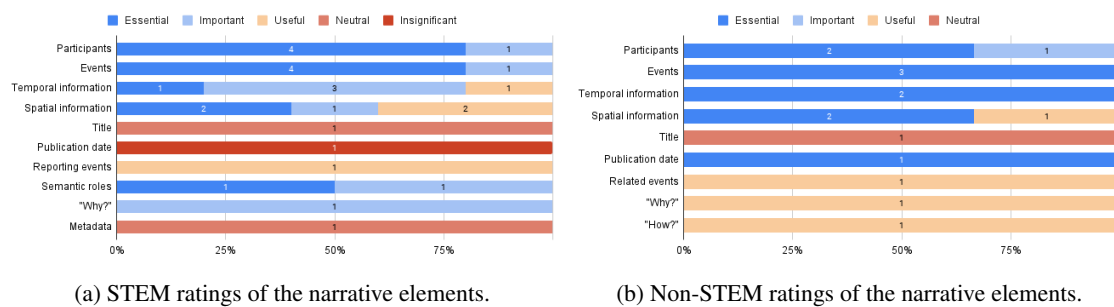 Essential Important Useful Neutral Insignificant
Participants 4 1
Events 4 1
Temporal information 1 3 1
Spatial information 2 1 2
Title 1
Publication date 1
Reporting events 1
Semantic roles 1 1
"Why?" 1
Metadata 1
0% 25% 50% 75%
(a) STEM ratings of the narrative elements.
Essential Important Useful Neutral
Participants 2 1
Events 3
Temporal information 2
Spatial information 2 1
Title 1
Publication date 1
Related events 1
"Why?" 1
"How?" 1
0% 25% 50% 75%
(b) Non-STEM ratings of the narrative elements.